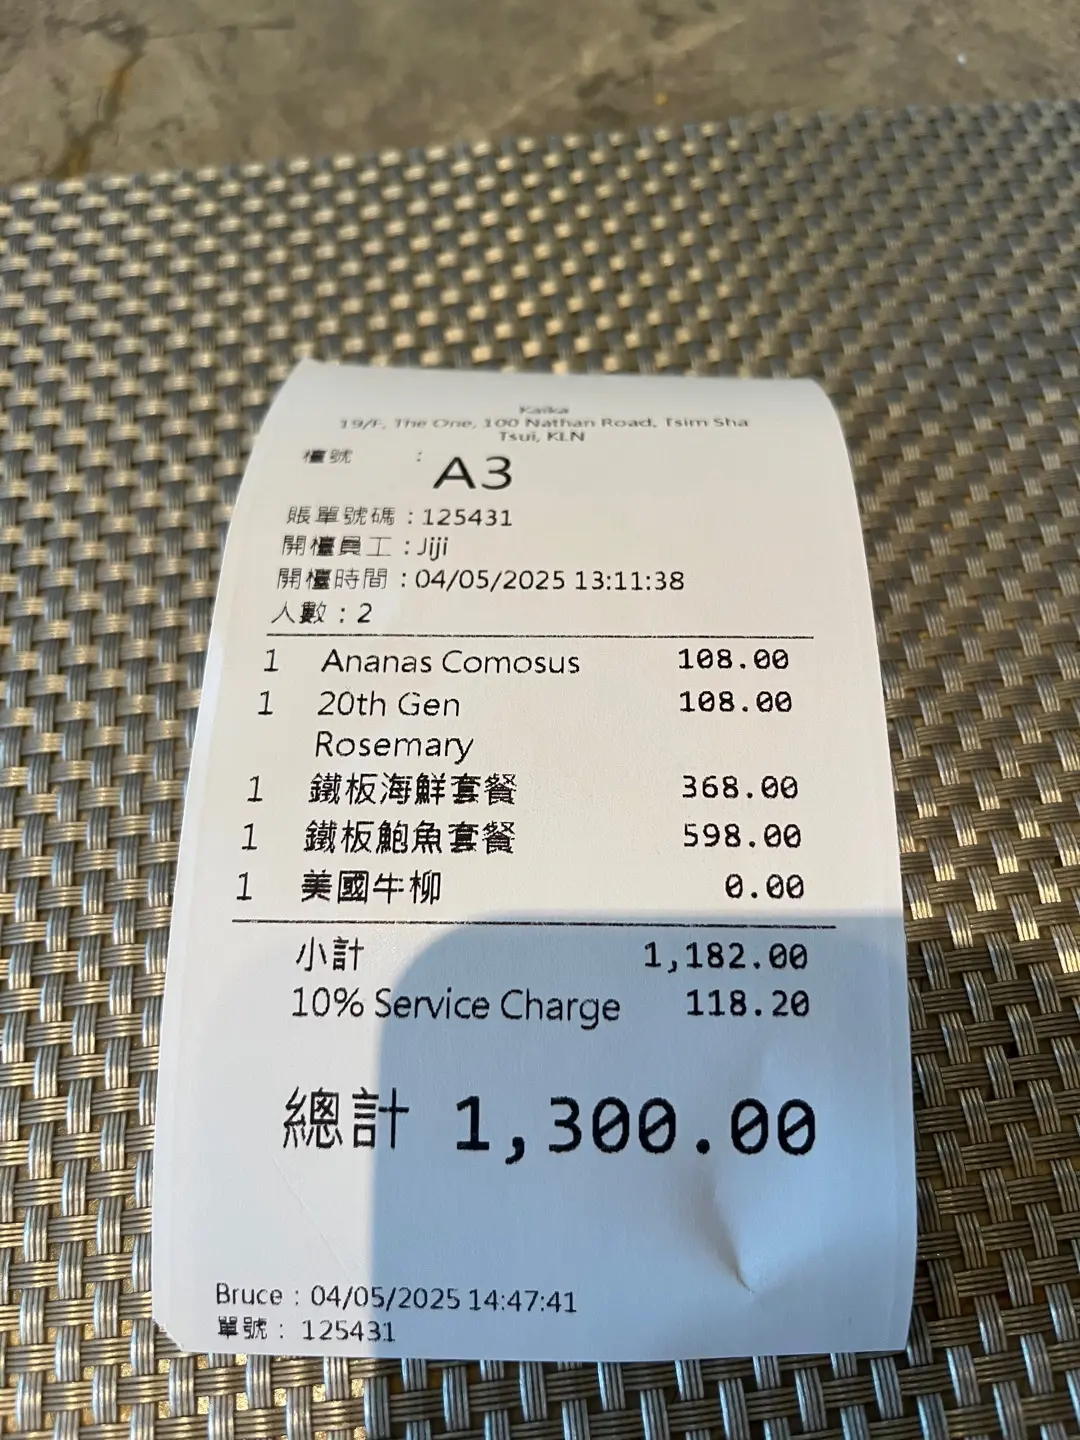 Kaika
19/F, The One, 100 Nathan Road, Tsim Sha
Tsui, KLN
檯號 : A3
賬單號碼 : 125431
開檯員工 : Jiji
開檯時間 : 04/05/2025 13:11:38
人數 : 2
1 Ananas Comosus 108.00
1 20th Gen 108.00
Rosemary
1 鐵板海鮮套餐 368.00
1 鐵板鮑魚套餐 598.00
1 美國牛柳 0.00
小計 1,182.00
10% Service Charge 118.20
總計 1,300.00
Bruce : 04/05/2025 14:47:41
單號 : 125431